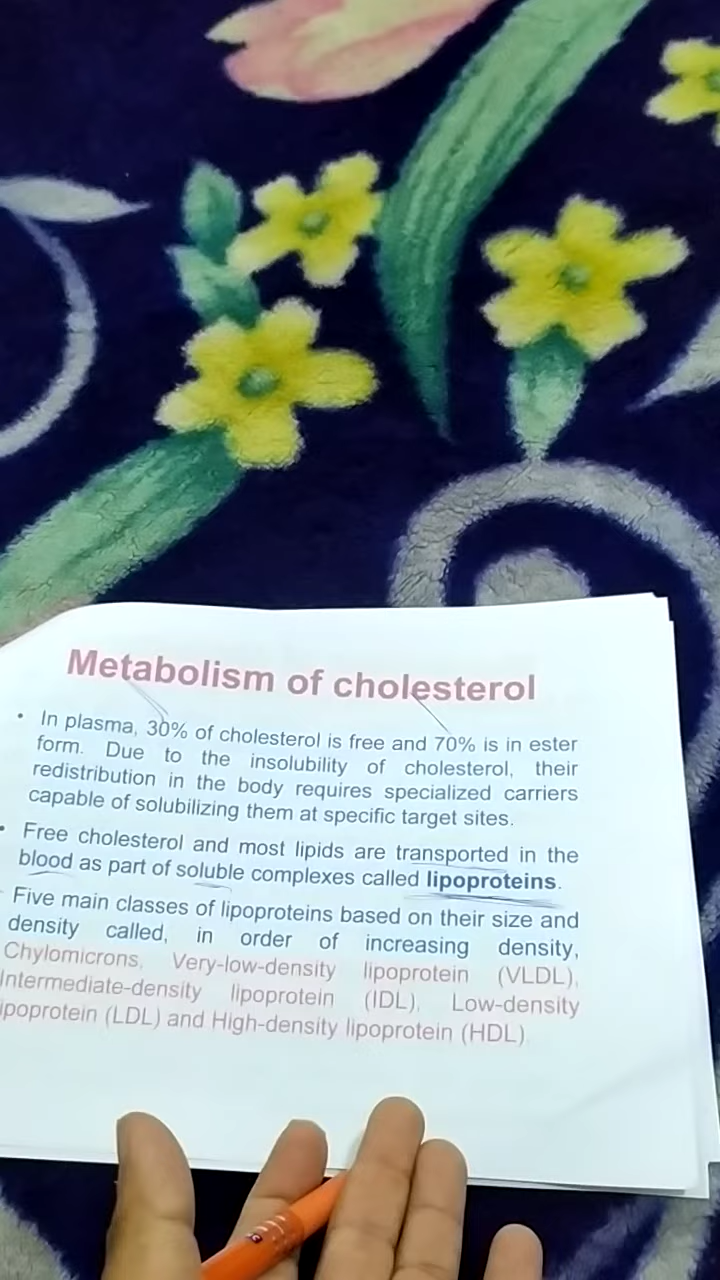 Metabolism of cholesterol
• In plasma, 30% of cholesterol is free and 70% is in ester
form. Due to the insolubility of cholesterol, their
redistribution in the body requires specialized carriers
capable of solubilizing them at specific target sites.
• Free cholesterol and most lipids are transported in the
blood as part of soluble complexes called lipoproteins.
Five main classes of lipoproteins based on their size and
density called, in order of increasing density,
Chylomicrons, Very-low-density lipoprotein (VLDL),
Intermediate-density lipoprotein (IDL), Low-density
lipoprotein (LDL) and High-density lipoprotein (HDL)